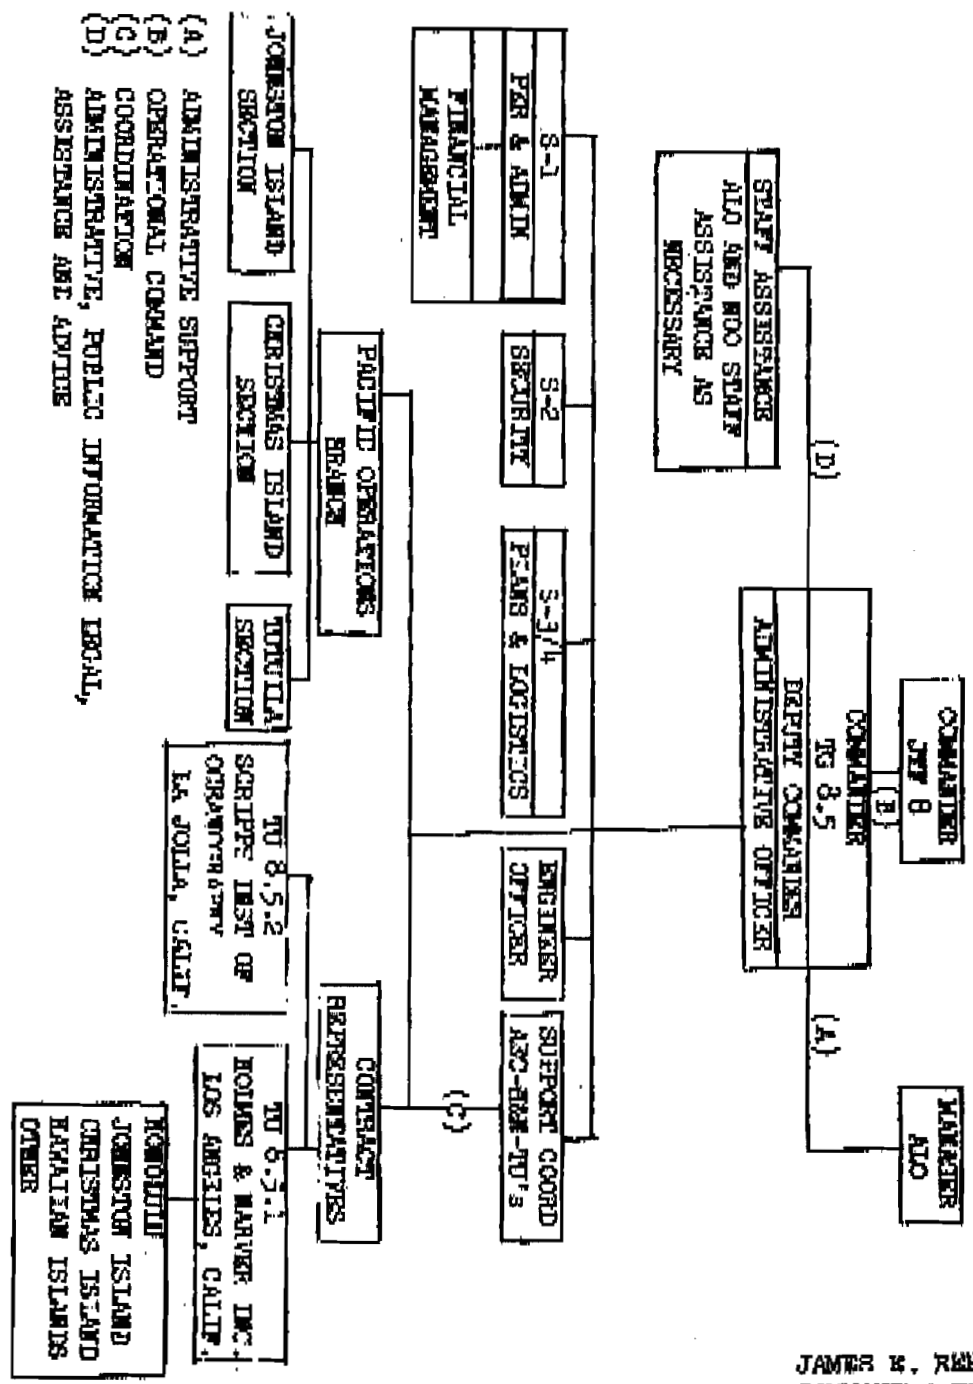 COMMANDER
JTF 8
(B)
MANAGER
ALO
COMMANDER
TG 8.5
DEPUTY COMMANDER
ADMINISTRATIVE OFFICER
(D)
(A)
STAFF ASSISTANCE
ALO AND NOO STAFF
ASSISTANCE AS
NECESSARY
S-1
PER & ADMIN
FINANCIAL
MANAGEMENT
S-2
SECURITY
S-3/4
PLANS & LOGISTICS
ENGINEER
OFFICER
SUPPORT COORD
AEC-H&N-TU's
(C)
PACIFIC OPERATIONS
BRANCH
CONTRACT
REPRESENTATIVES
JOHNSTON ISLAND
SECTION
CHRISTMAS ISLAND
SECTION
TUTUILA
SECTION
TU 8.5.2
SCRIPPS INST OF
OCEANOGRAPHY
LA JOLLA, CALIF.
TU 8.5.1
HOLMES & NARVER INC.
LOS ANGELES, CALIF.
HONOLULU
JOHNSTON ISLAND
CHRISTMAS ISLAND
HAWAIIAN ISLANDS
OTHER
(A) ADMINISTRATIVE SUPPORT
(B) OPERATIONAL COMMAND
(C) COORDINATION
(D) ADMINISTRATIVE, PUBLIC INFORMATION LEGAL,
ASSISTANCE AND ADVICE
JAMES E.